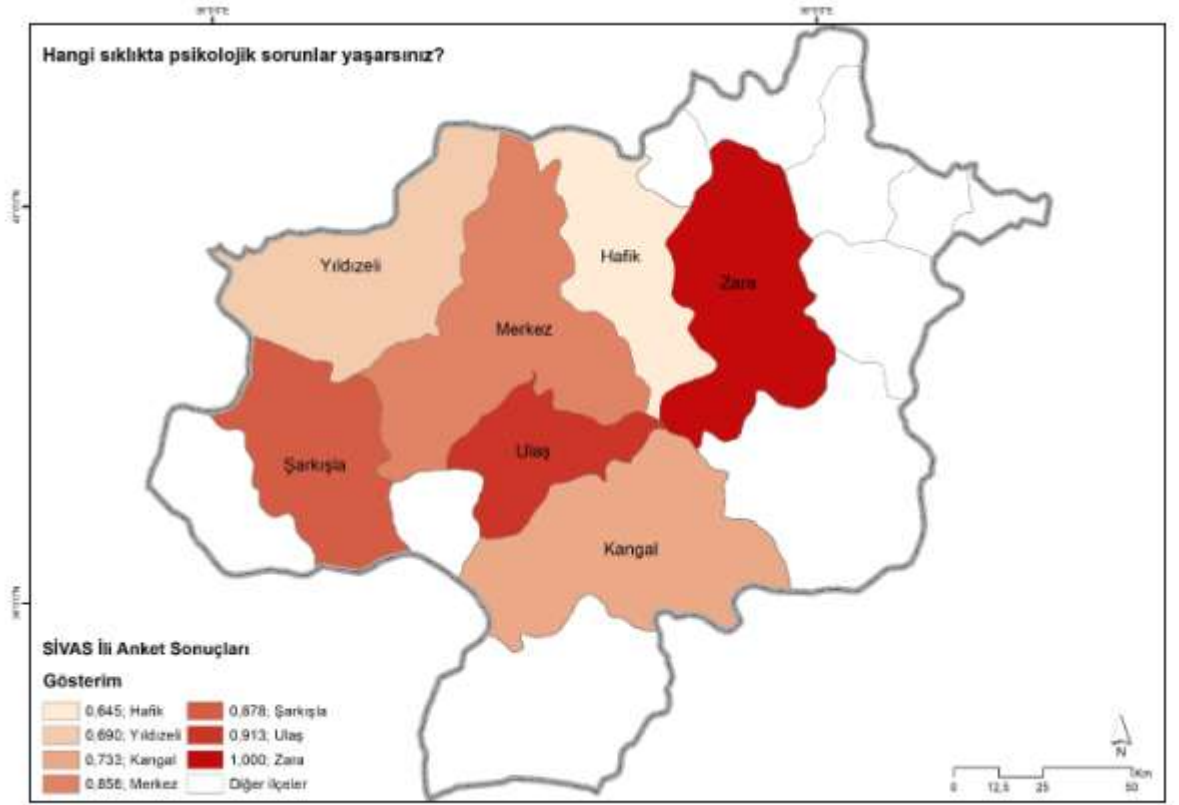 Hangi sıklıkta psikolojik sorunlar yaşarsınız?
Yıldızeli
Hafik
Zara
Merkez
Ulaş
Şarkışla
Kangal
SİVAS İli Anket Sonuçları
Gösterim
0,645; Hafik
0,690; Yıldızeli
0,733; Kangal
0,856; Merkez
0,878; Şarkışla
0,913; Ulaş
1,000; Zara
Diğer ilçeler
N
Km
0 12,5 25 50